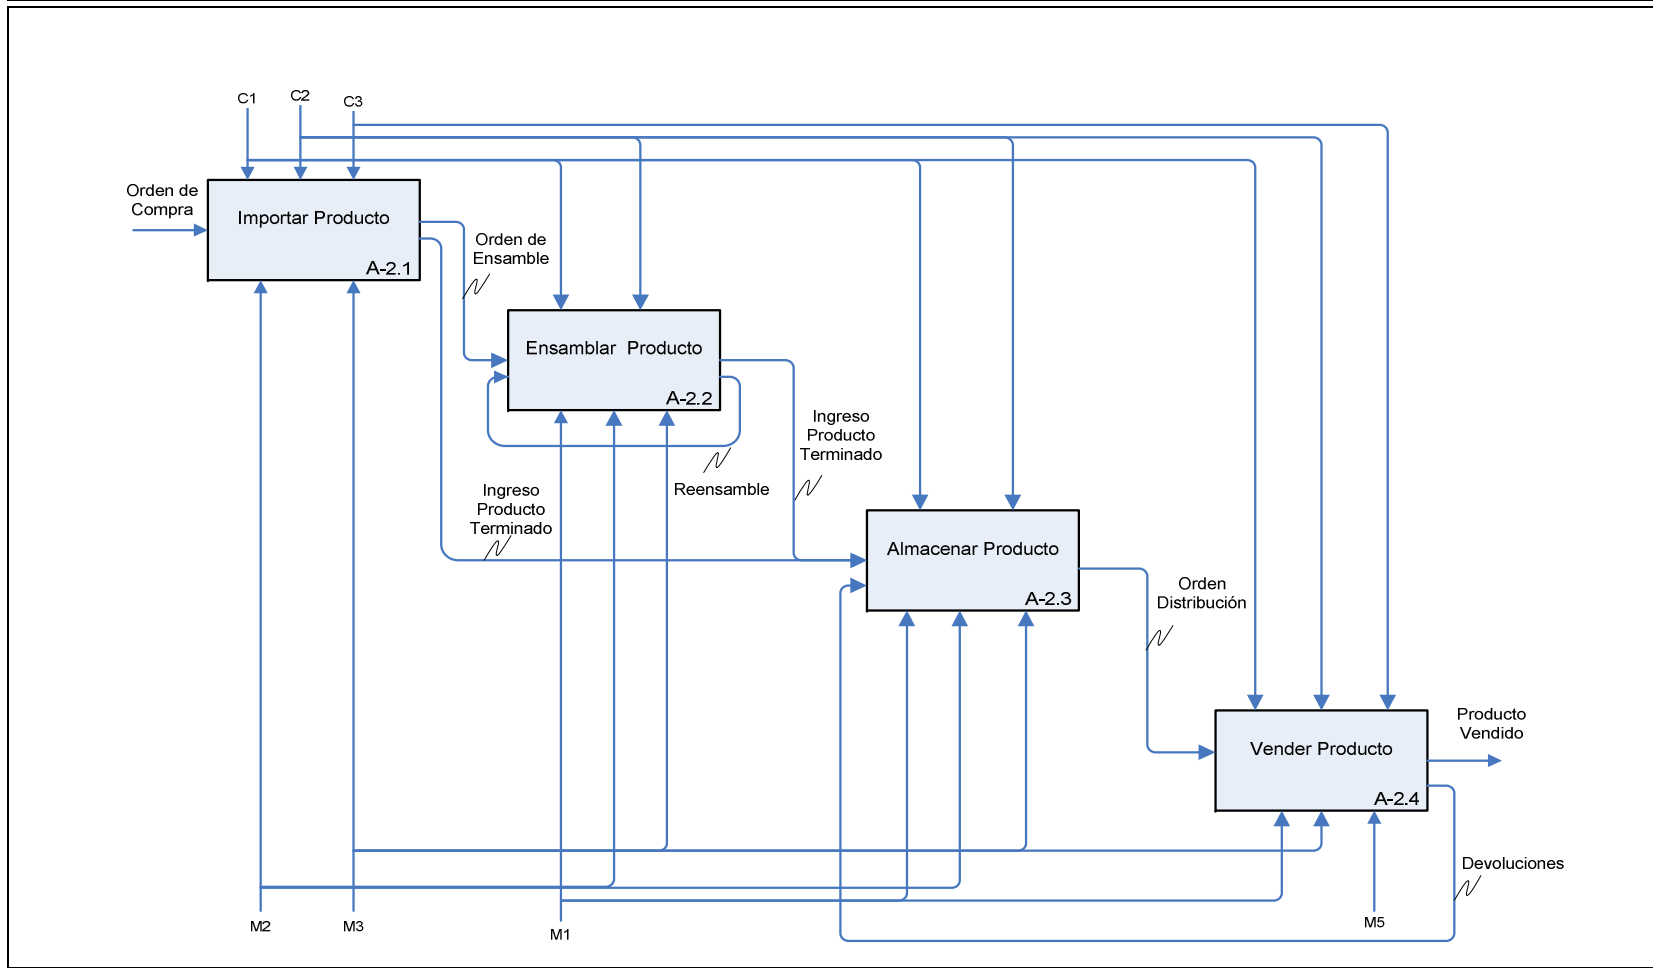 C1
C2
C3
Orden de
Compra
Importar Producto
A-2.1
Orden de
Ensamble
Ensamblar Producto
A-2.2
Ingreso
Producto
Terminado
Reensamble
Ingreso
Producto
Terminado
Almacenar Producto
A-2.3
Orden
Distribución
Vender Producto
A-2.4
Producto
Vendido
Devoluciones
M2
M3
M1
M5